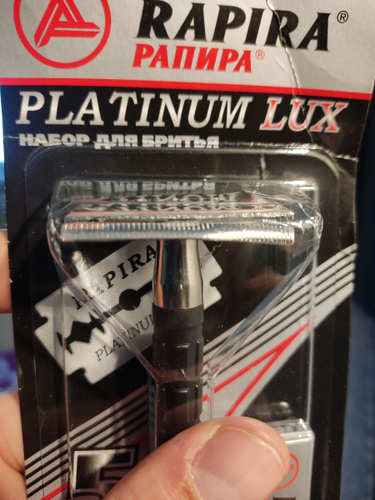 RAPIRA®
РАПИРА®
PLATINUM LUX
НАБОР ДЛЯ БРИТЬЯ
RAPIRA
PLATINUM